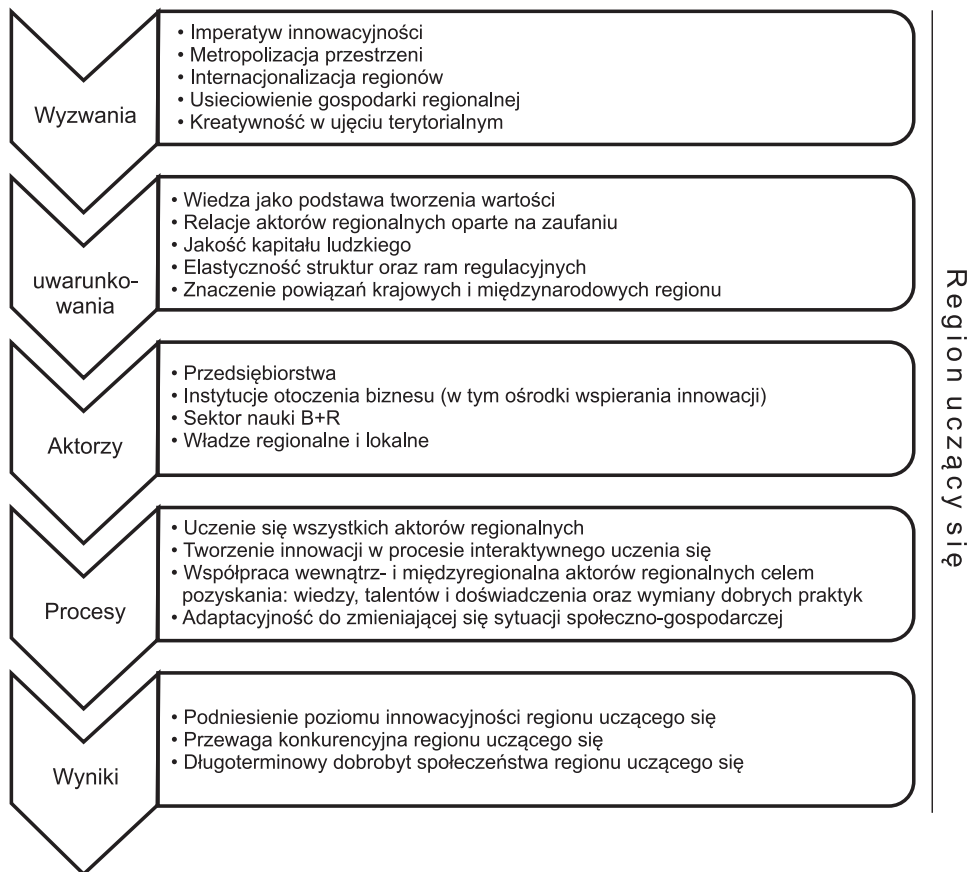 Wyzwania
• Imperatyw innowacyjności
• Metropolizacja przestrzeni
• Internacjonalizacja regionów
• Usieciowienie gospodarki regionalnej
• Kreatywność w ujęciu terytorialnym
uwarunko-
wania
• Wiedza jako podstawa tworzenia wartości
• Relacje aktorów regionalnych oparte na zaufaniu
• Jakość kapitału ludzkiego
• Elastyczność struktur oraz ram regulacyjnych
• Znaczenie powiązań krajowych i międzynarodowych regionu
Aktorzy
• Przedsiębiorstwa
• Instytucje otoczenia biznesu (w tym ośrodki wspierania innowacji)
• Sektor nauki B+R
• Władze regionalne i lokalne
Procesy
• Uczenie się wszystkich aktorów regionalnych
• Tworzenie innowacji w procesie interaktywnego uczenia się
• Współpraca wewnątrz- i międzyregionalna aktorów regionalnych celem
pozyskania: wiedzy, talentów i doświadczenia oraz wymiany dobrych praktyk
• Adaptacyjność do zmieniającej się sytuacji społeczno-gospodarczej
Wyniki
• Podniesienie poziomu innowacyjności regionu uczącego się
• Przewaga konkurencyjna regionu uczącego się
• Długoterminowy dobrobyt społeczeństwa regionu uczącego się
Region uczący się